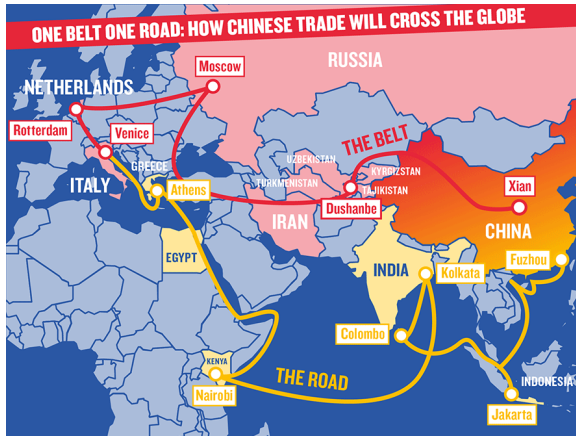 ONE BELT ONE ROAD: HOW CHINESE TRADE WILL CROSS THE GLOBE
RUSSIA
Moscow
NETHERLANDS
Rotterdam
Venice
THE BELT
UZBEKISTAN
GREECE
KYRGIZSTAN
ITALY
Athens
TURKMENISTAN
TAJIKISTAN
Xian
Dushanbe
IRAN
CHINA
EGYPT
Fuzhou
INDIA
Kolkata
Colombo
KENYA
THE ROAD
INDONESIA
Nairobi
Jakarta